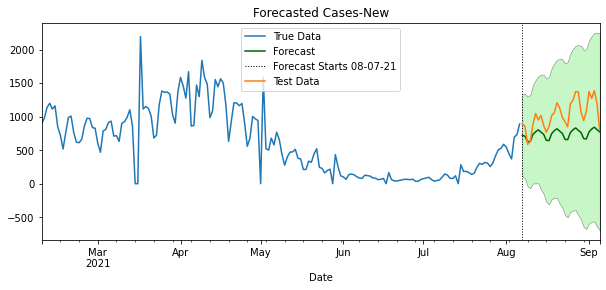 Forecasted Cases-New
True Data
Forecast
Forecast Starts 08-07-21
Test Data
2000
1500
1000
500
0
−500
Mar
2021
Apr
May
Jun
Jul
Aug
Sep
Date